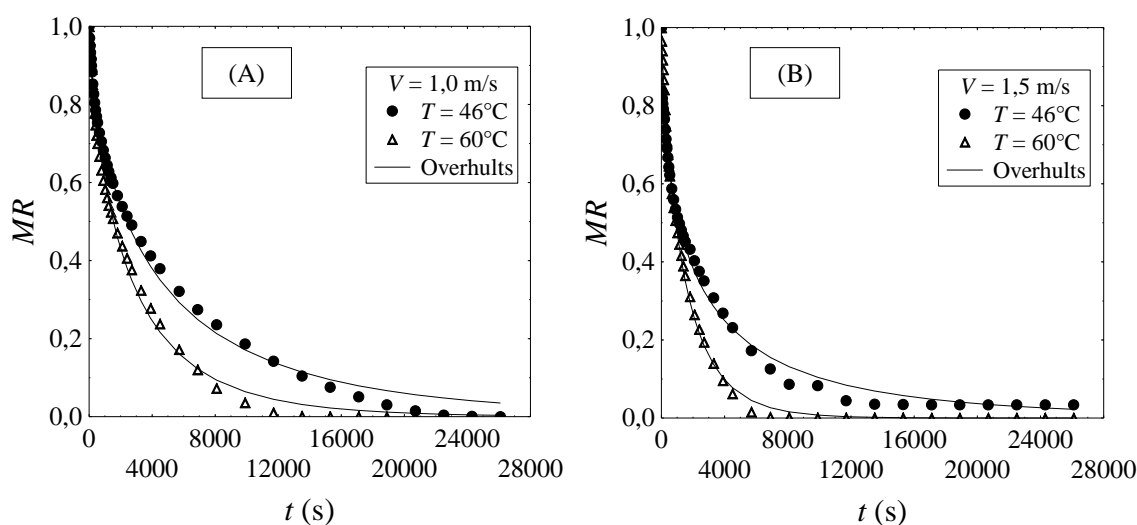 (A)
V = 1,0 m/s
T = 46°C
T = 60°C
Overhults
MR
1,0
0,8
0,6
0,4
0,2
0,0
0 8000 16000 24000
4000 12000 20000 28000
t (s)
(B)
V = 1,5 m/s
T = 46°C
T = 60°C
Overhults
MR
1,0
0,8
0,6
0,4
0,2
0,0
0 8000 16000 24000
4000 12000 20000 28000
t (s)